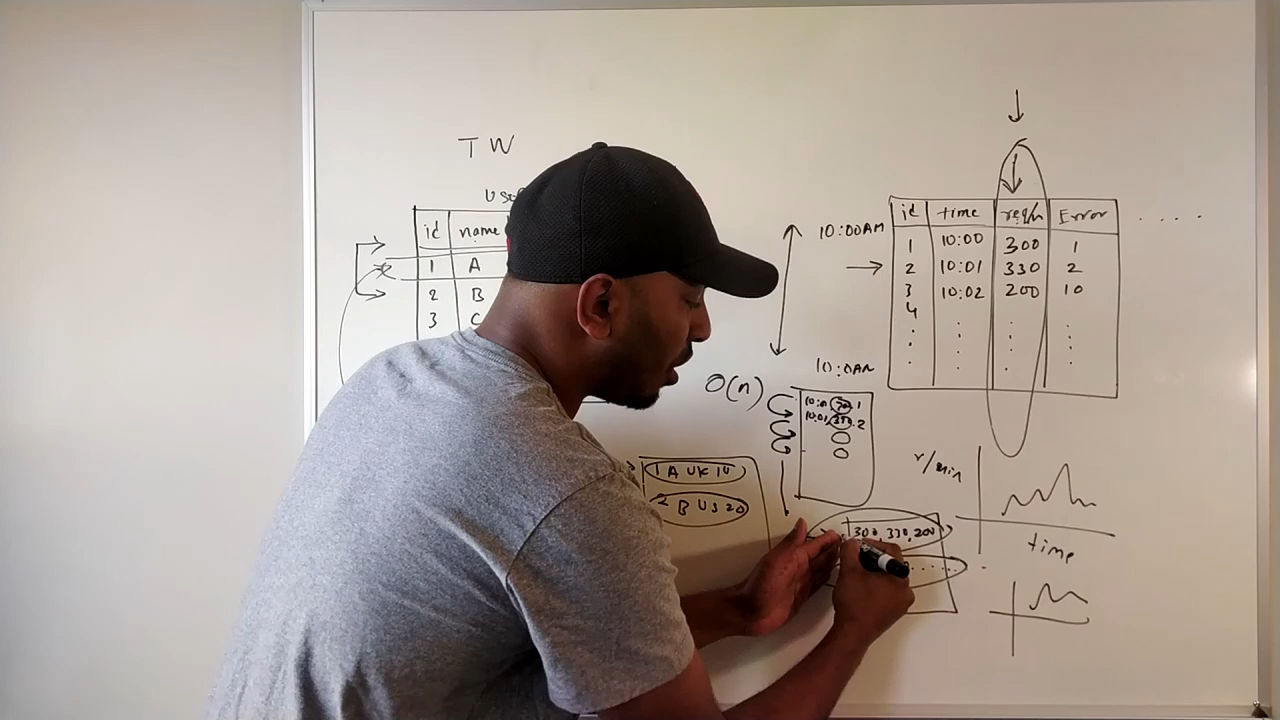 TW
id name
1 A
2 B
3 C
10:00AM
id time req/m Error . . . .
1 10:00 300 1
2 10:01 330 2
3 10:02 200 10
4
O(n)
1 A UK 10
2 B US 20
300, 330, 200
r/min
time